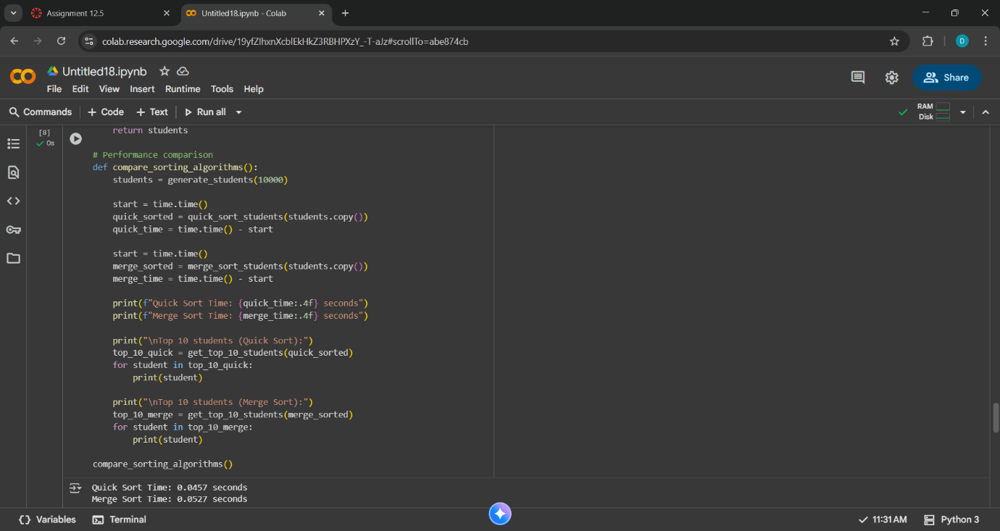 Assignment 12.5
Untitled18.ipynb - Colab
colab.research.google.com/drive/19yfZlhxnXcblEkHkZ3RBHPXzY_-T-aJz#scrollTo=abe874cb
D
CO
Untitled18.ipynb
File Edit View Insert Runtime Tools Help
Share
Commands + Code + Text Run all
RAM
Disk
[8]
0s
return students
# Performance comparison
def compare_sorting_algorithms():
students = generate_students(10000)
start = time.time()
quick_sorted = quick_sort_students(students.copy())
quick_time = time.time() - start
start = time.time()
merge_sorted = merge_sort_students(students.copy())
merge_time = time.time() - start
print(f"Quick Sort Time: {quick_time:.4f} seconds")
print(f"Merge Sort Time: {merge_time:.4f} seconds")
print("\nTop 10 students (Quick Sort):")
top_10_quick = get_top_10_students(quick_sorted)
for student in top_10_quick:
print(student)
print("\nTop 10 students (Merge Sort):")
top_10_merge = get_top_10_students(merge_sorted)
for student in top_10_merge:
print(student)
compare_sorting_algorithms()
Quick Sort Time: 0.0457 seconds
Merge Sort Time: 0.0527 seconds
{} Variables Terminal
11:31 AM Python 3